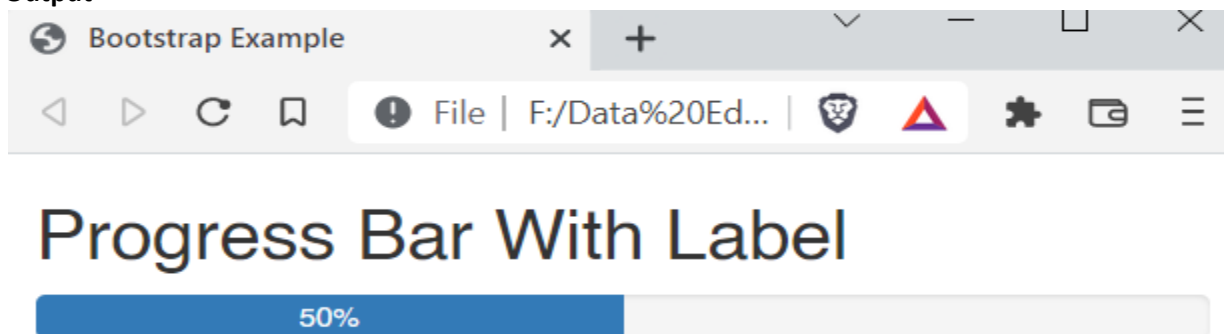 Bootstrap Example
File | F:/Data%20Ed...
Progress Bar With Label
50%